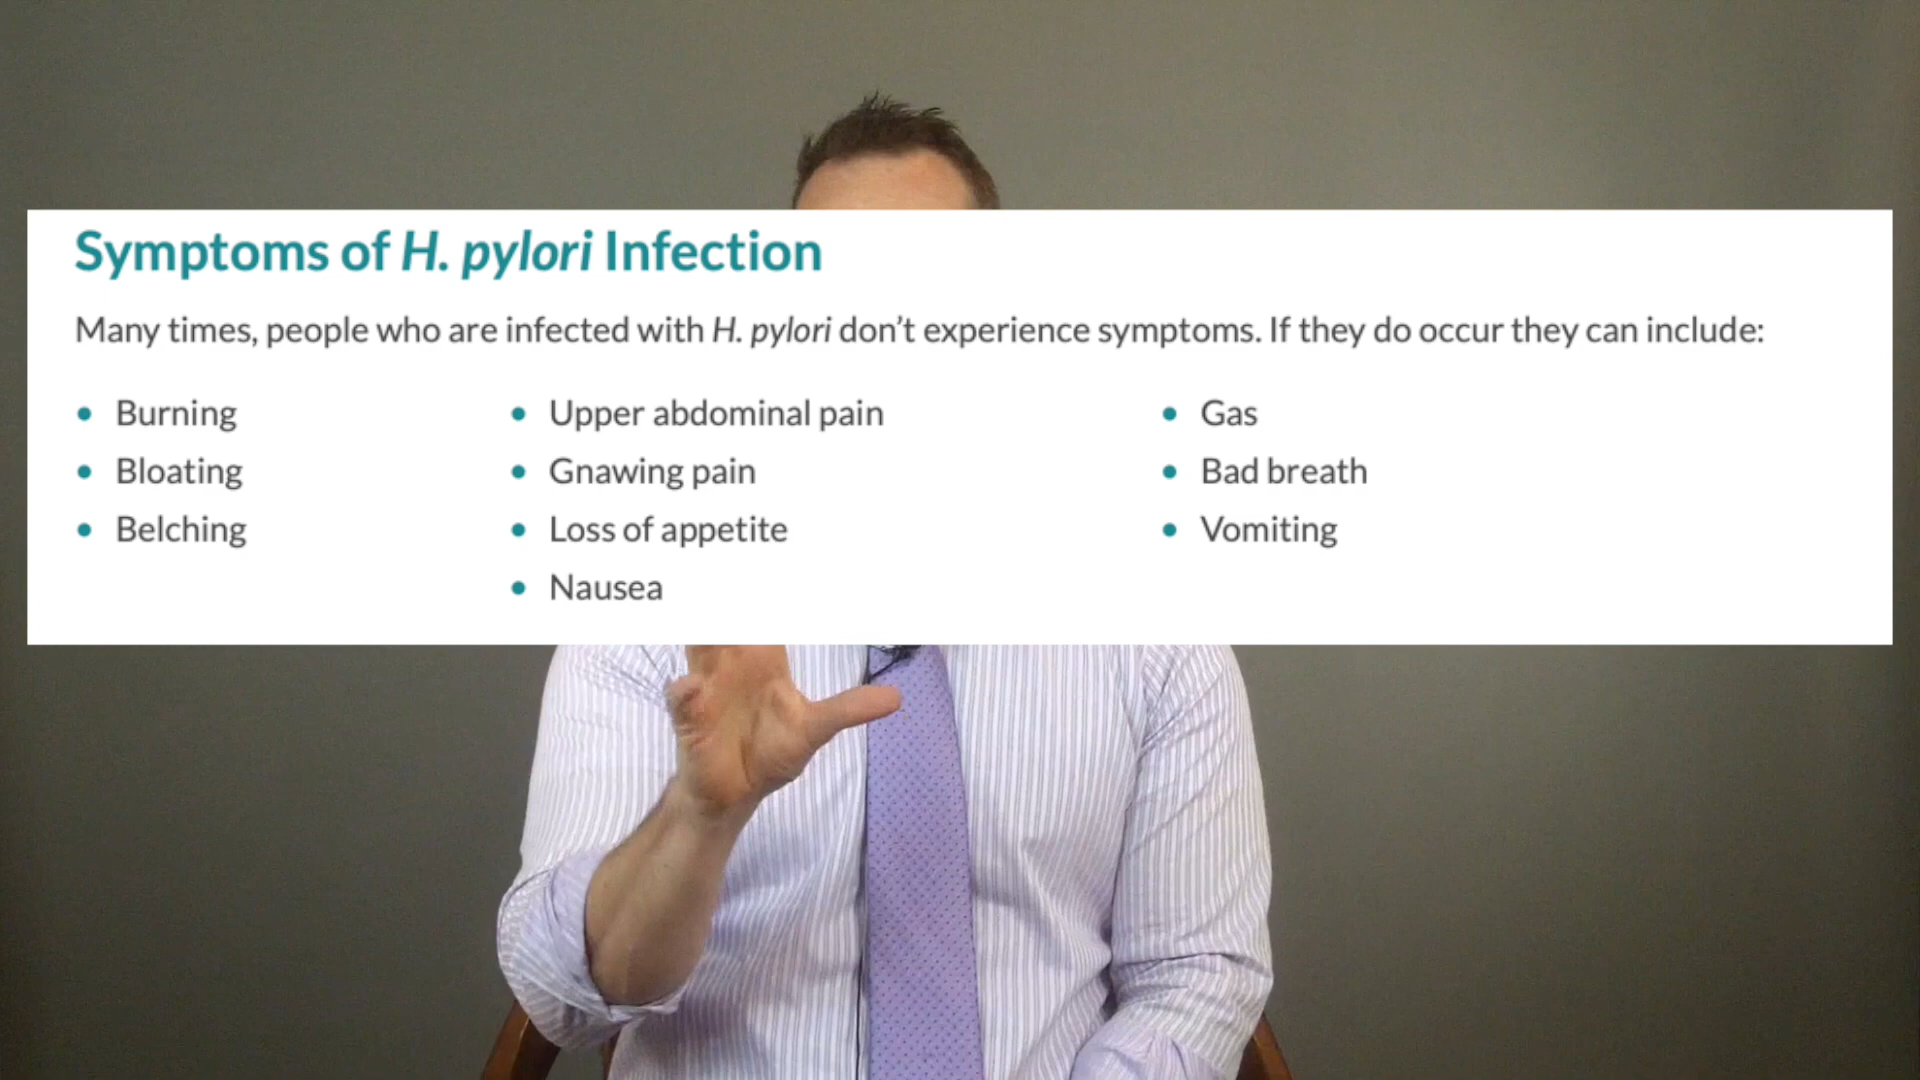 Symptoms of H. pylori Infection
Many times, people who are infected with H. pylori don't experience symptoms. If they do occur they can include:
Burning
Bloating
Belching
Upper abdominal pain
Gnawing pain
Loss of appetite
Nausea
Gas
Bad breath
Vomiting